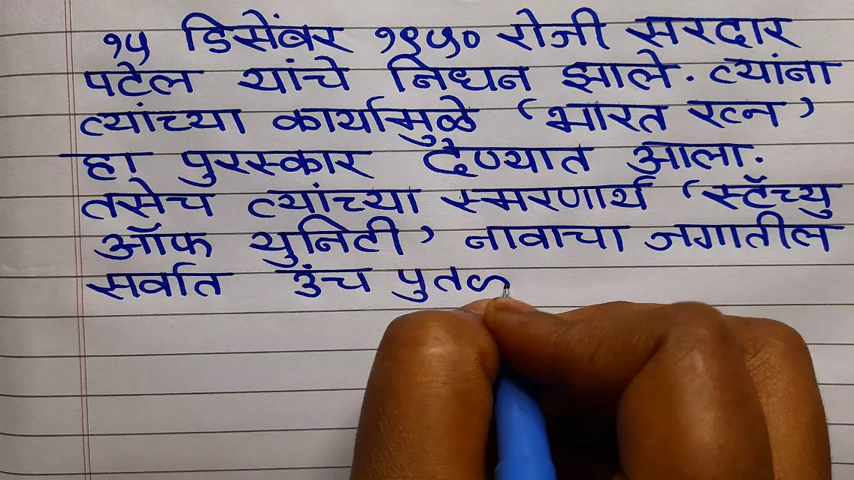 १५ डिसेंबर १९५० रोजी सरदार
पटेल यांचे निधन झाले. त्यांना
त्यांच्या कार्यामुळे 'भारत रत्न'
हा पुरस्कार देण्यात आला.
तसेच त्यांच्या स्मरणार्थ 'स्टॅच्यु
ऑफ युनिटी' नावाचा जगातील
सर्वात उंच पुतळ